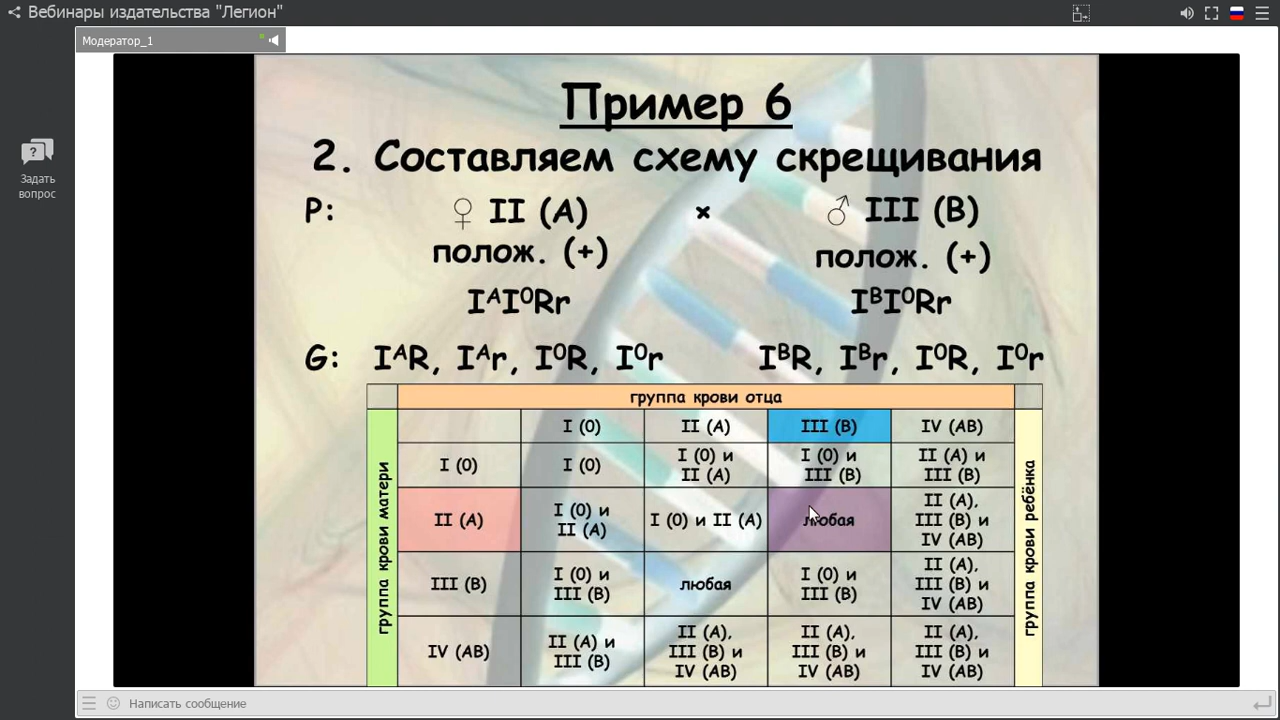 Вебинары издательства "Легион"
Модератор_1
Задать
вопрос
Пример 6
2. Составляем схему скрещивания
P: ♀ II (A) × ♂ III (B)
полож. (+) полож. (+)
IᴬI⁰Rr IᴮI⁰Rr
G: IᴬR, Iᴬr, I⁰R, I⁰r IᴮR, Iᴮr, I⁰R, I⁰r
группа крови отца
I (0) II (A) III (B) IV (AB)
группа крови матери
группа крови ребёнка
I (0) I (0) I (0) и I (0) и II (A) и
II (A) III (B) III (B)
II (A) I (0) и I (0) и II (A) любая II (A),
II (A) III (B) и
IV (AB)
III (B) I (0) и любая I (0) и II (A),
III (B) III (B) III (B) и
IV (AB)
IV (AB) II (A) и II (A), II (A), II (A),
III (B) III (B) и III (B) и III (B) и
IV (AB) IV (AB) IV (AB)
Написать сообщение